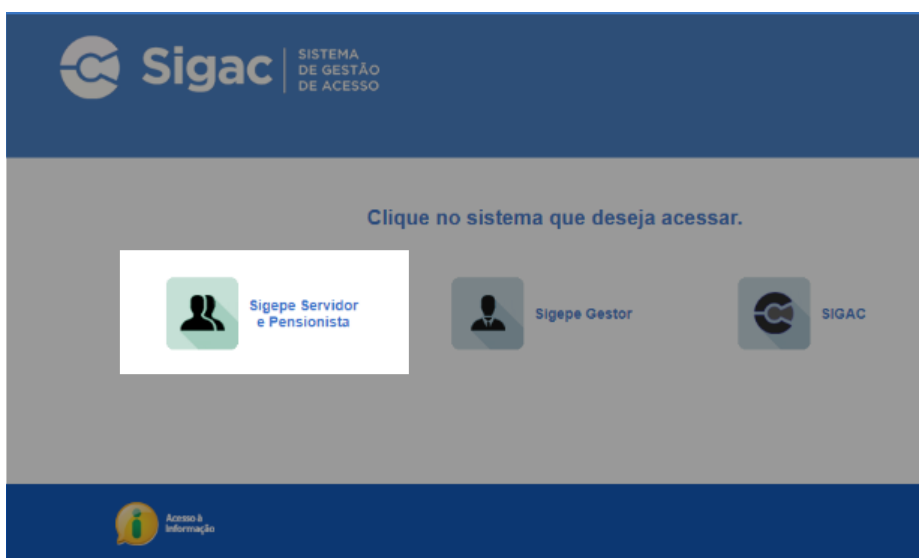 Sigac
SISTEMA
DE GESTÃO
DE ACESSO
Clique no sistema que deseja acessar.
Sigepe Servidor
e Pensionista
Sigepe Gestor
SIGAC
Acesso à
Informação